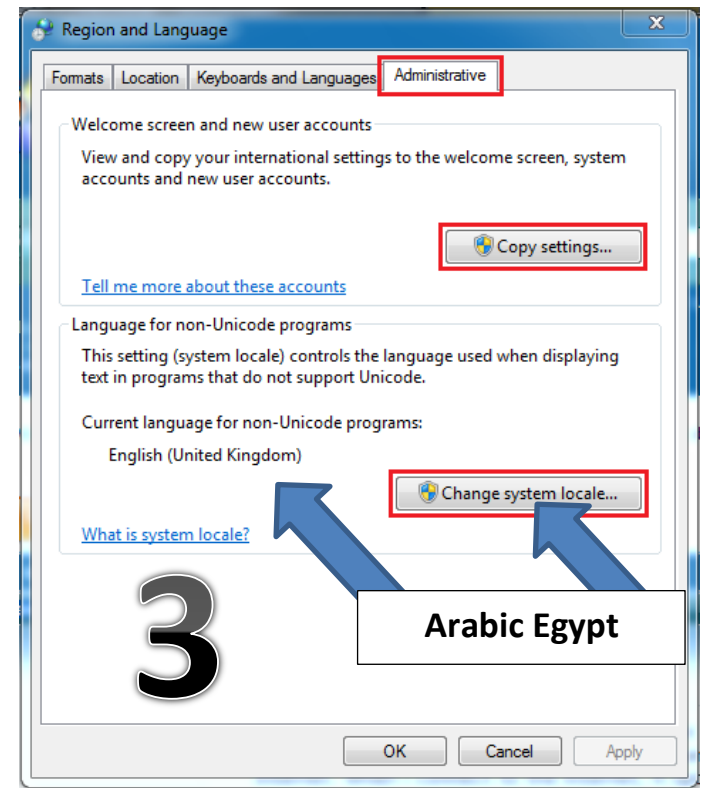 Region and Language
Formats Location Keyboards and Languages Administrative
Welcome screen and new user accounts
View and copy your international settings to the welcome screen, system
accounts and new user accounts.
Copy settings...
Tell me more about these accounts
Language for non-Unicode programs
This setting (system locale) controls the language used when displaying
text in programs that do not support Unicode.
Current language for non-Unicode programs:
English (United Kingdom)
Change system locale...
What is system locale?
Arabic Egypt
3
OK Cancel Apply